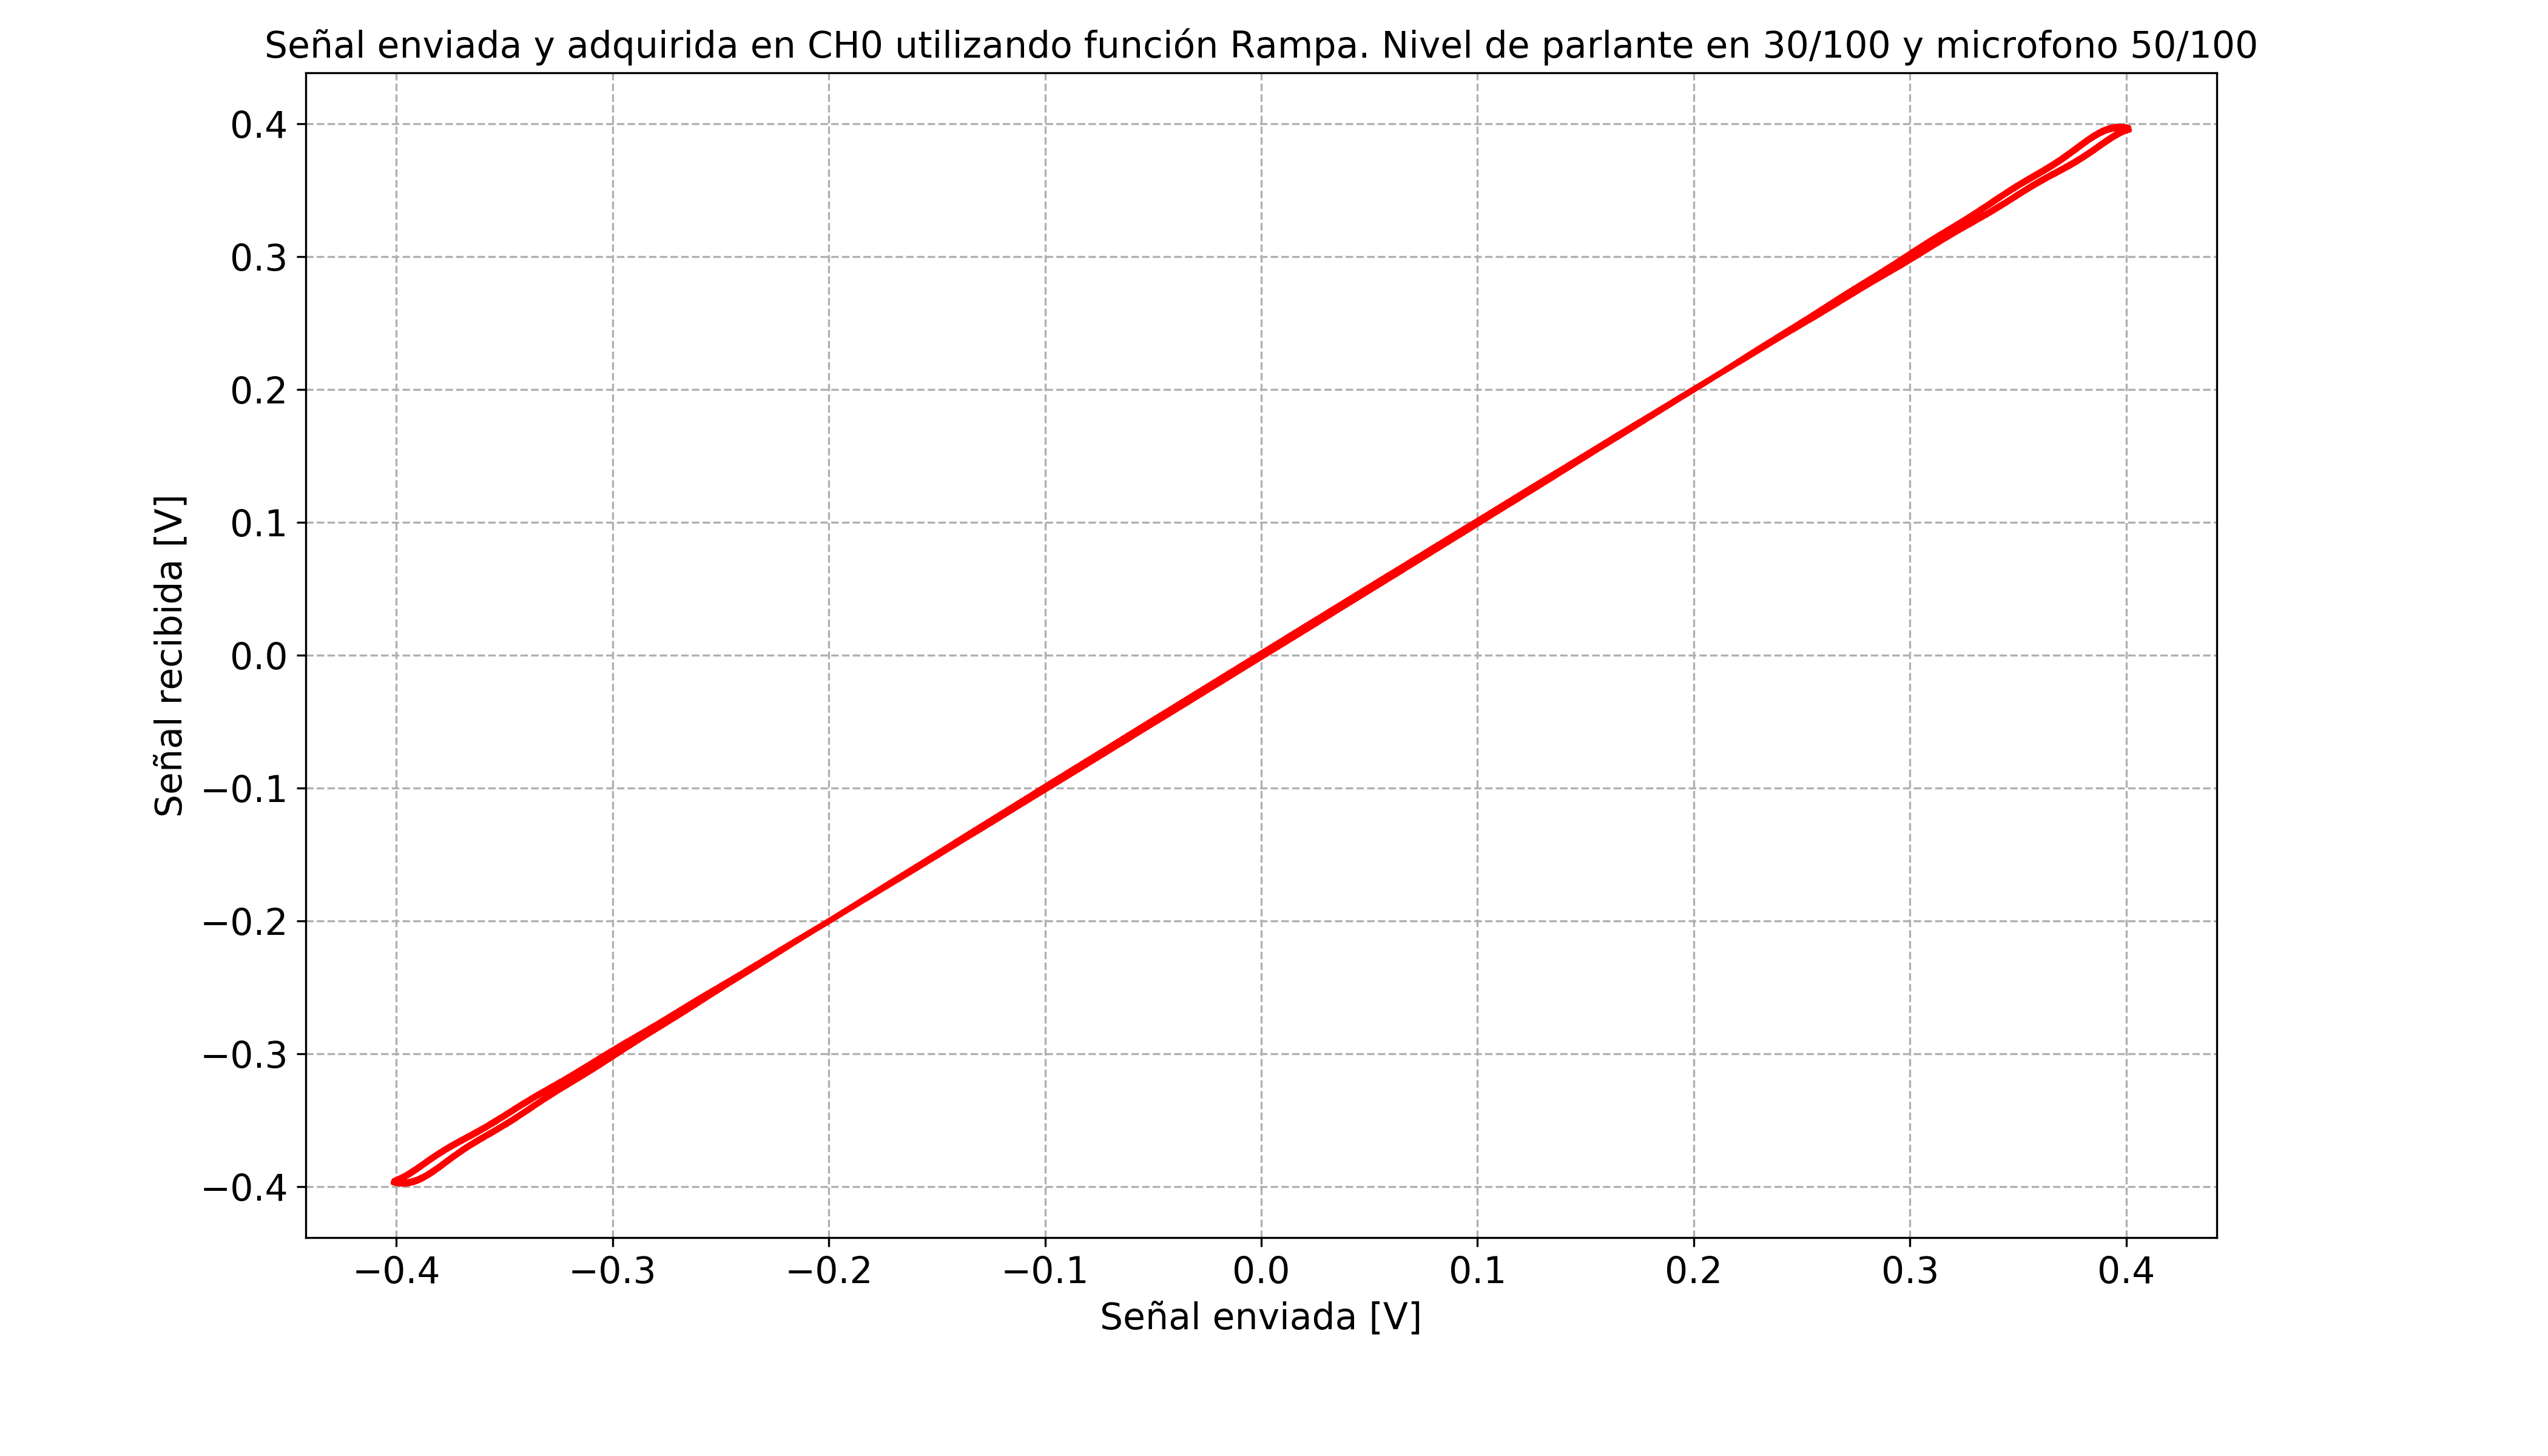 Señal enviada y adquirida en CH0 utilizando función Rampa. Nivel de parlante en 30/100 y microfono 50/100
Señal recibida [V]
0.4
0.3
0.2
0.1
0.0
−0.1
−0.2
−0.3
−0.4
−0.4 −0.3 −0.2 −0.1 0.0 0.1 0.2 0.3 0.4
Señal enviada [V]